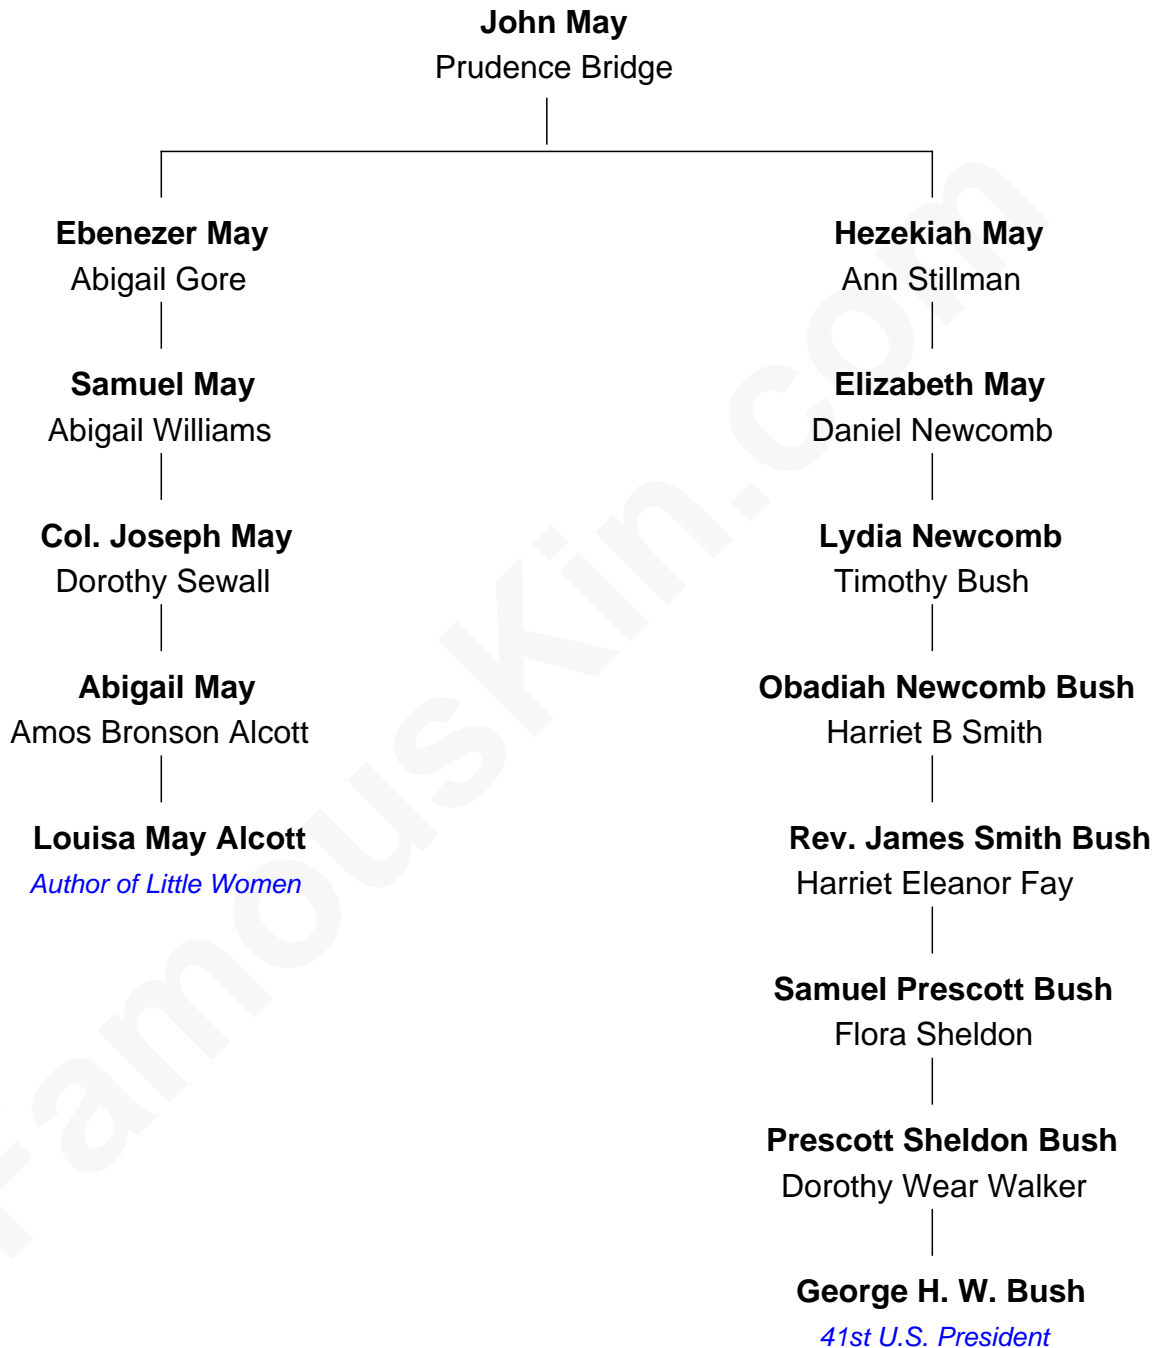 John May
Prudence Bridge
Ebenezer May
Abigail Gore
Samuel May
Abigail Williams
Col. Joseph May
Dorothy Sewall
Abigail May
Amos Bronson Alcott
Louisa May Alcott
Author of Little Women
Hezekiah May
Ann Stillman
Elizabeth May
Daniel Newcomb
Lydia Newcomb
Timothy Bush
Obadiah Newcomb Bush
Harriet B Smith
Rev. James Smith Bush
Harriet Eleanor Fay
Samuel Prescott Bush
Flora Sheldon
Prescott Sheldon Bush
Dorothy Wear Walker
George H. W. Bush
41st U.S. President
FamousKin.com